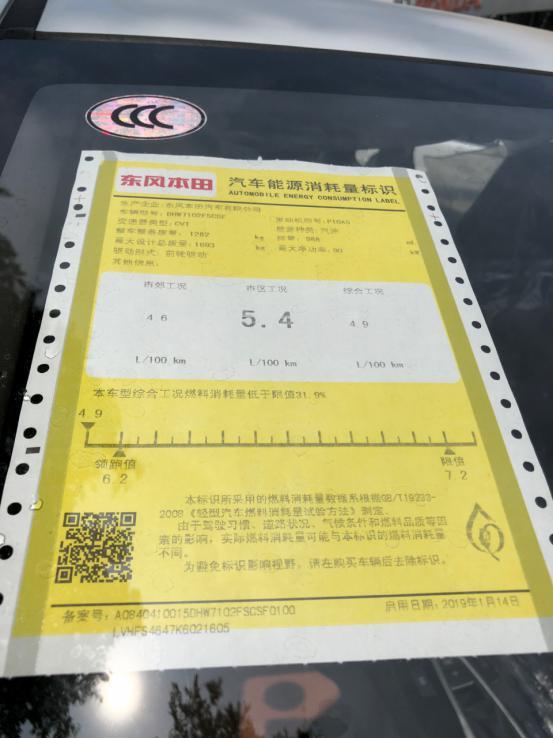 CCC
东风本田 汽车能源消耗量标识
AUTOMOBILE ENERGY CONSUMPTION LABEL
生产企业：东风本田汽车有限公司
车辆型号：DHW7102FSCSF 发动机型号：P10A5
变速器类型：CVT 能源种类：汽油
整车整备质量：1282 kg 排量：988 ml
最大设计总质量：1693 kg 最大净功率：90 kW
驱动形式：前轮驱动
其他信息：
市郊工况 市区工况 综合工况
4.6 5.4 4.9
L/100 km L/100 km L/100 km
本车型综合工况燃料消耗量低于限值31.9%
4.9
领跑值 限值
6.2 7.2
本标识所采用的燃料消耗量数据系根据GB/T19233-
2008《轻型汽车燃料消耗量试验方法》测定。
由于驾驶习惯、道路状况、气候条件和燃料品质等因
素的影响，实际燃料消耗量可能与本标识的燃料消耗量
不同。
为避免标识影响视野，请在购买车辆后去除标识。
备案号：A0840410015DHW7102FSCSF0100 启用日期：2019年1月14日
LVHFS4647K6021605